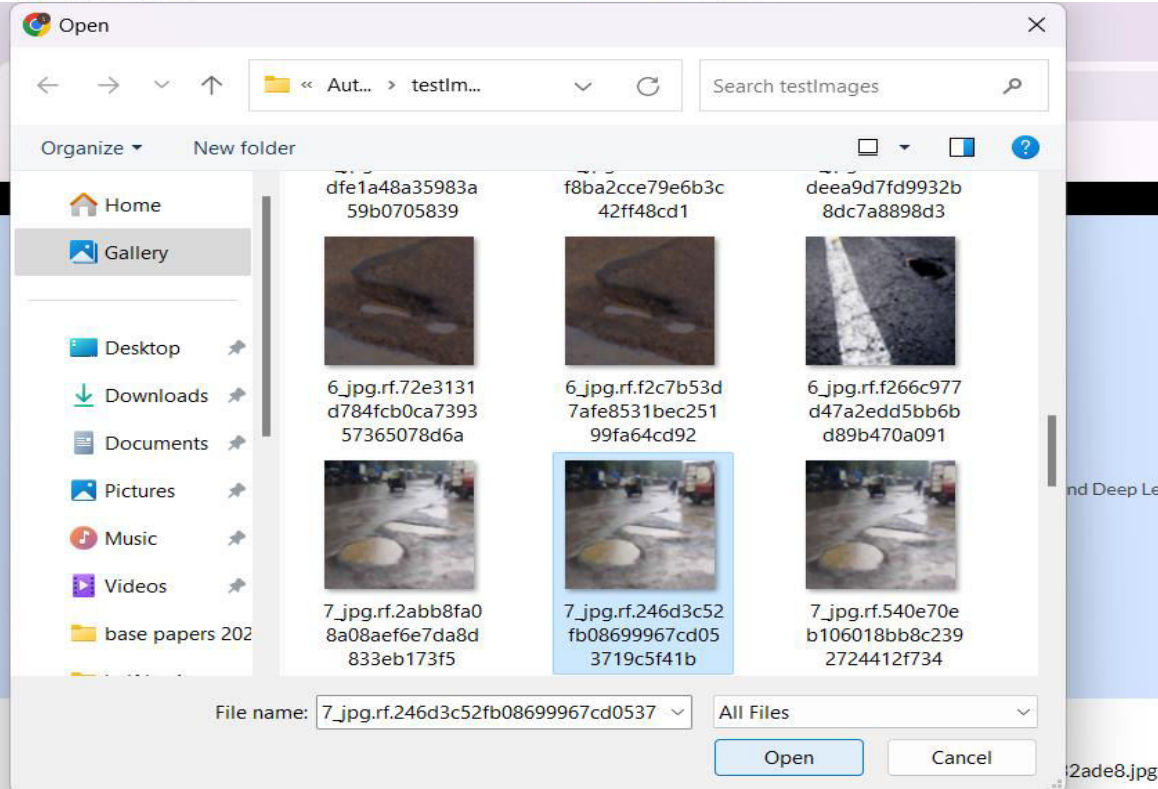 Open
« Aut... > testIm...
Search testImages
Organize
New folder
Home
Gallery
Desktop
Downloads
Documents
Pictures
Music
Videos
base papers 202
dfe1a48a35983a
59b0705839
f8ba2cce79e6b3c
42ff48cd1
deea9d7fd9932b
8dc7a8898d3
6_jpg.rf.72e3131
d784fcb0ca7393
57365078d6a
6_jpg.rf.f2c7b53d
7afe8531bec251
99fa64cd92
6_jpg.rf.f266c977
d47a2edd5bb6b
d89b470a091
7_jpg.rf.2abb8fa0
8a08aef6e7da8d
833eb173f5
7_jpg.rf.246d3c52
fb08699967cd05
3719c5f41b
7_jpg.rf.540e70e
b106018bb8c239
2724412f734
nd Deep Le
File name: 7_jpg.rf.246d3c52fb08699967cd0537
All Files
Open
Cancel
2ade8.jpg